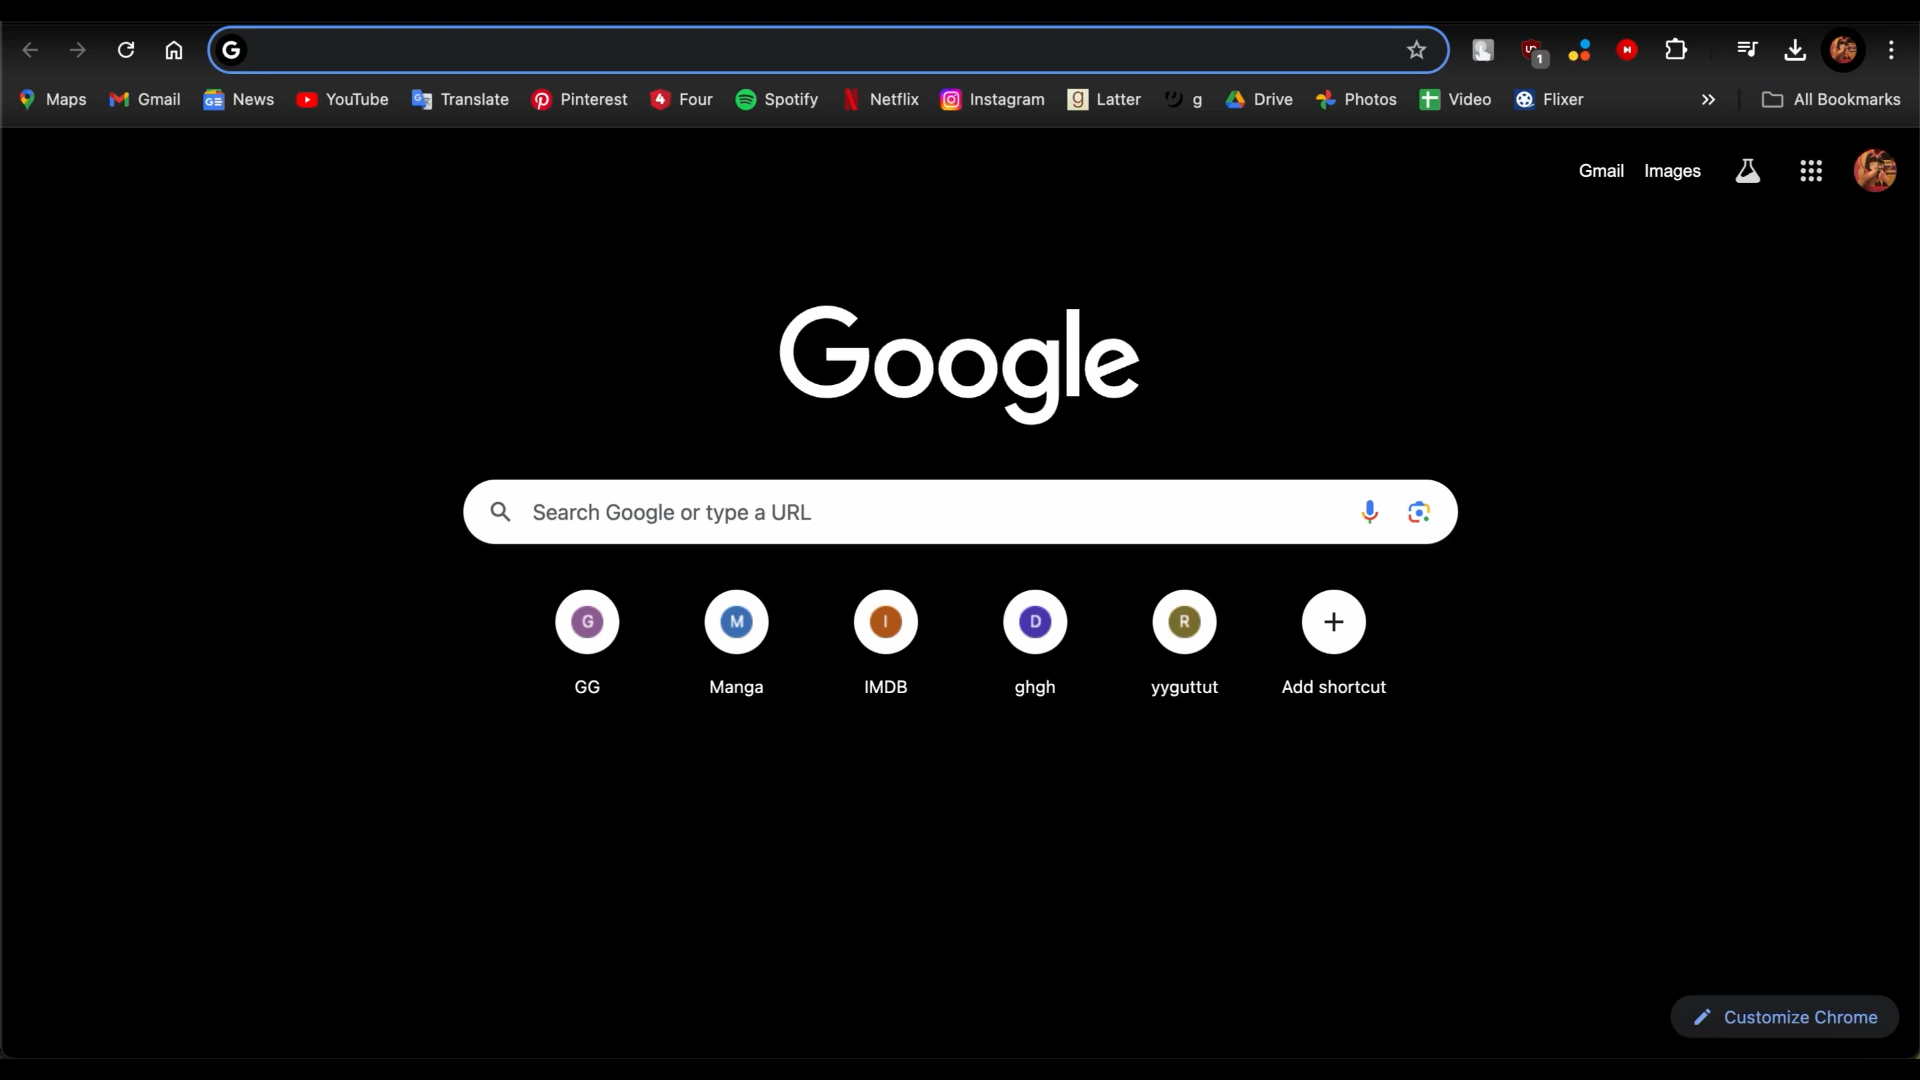 G
1
Maps Gmail News YouTube Translate Pinterest Four Spotify Netflix Instagram Latter g Drive Photos Video Flixer All Bookmarks
Gmail Images
Google
Search Google or type a URL
G M I D R
GG Manga IMDB ghgh yyguttut Add shortcut
Customize Chrome